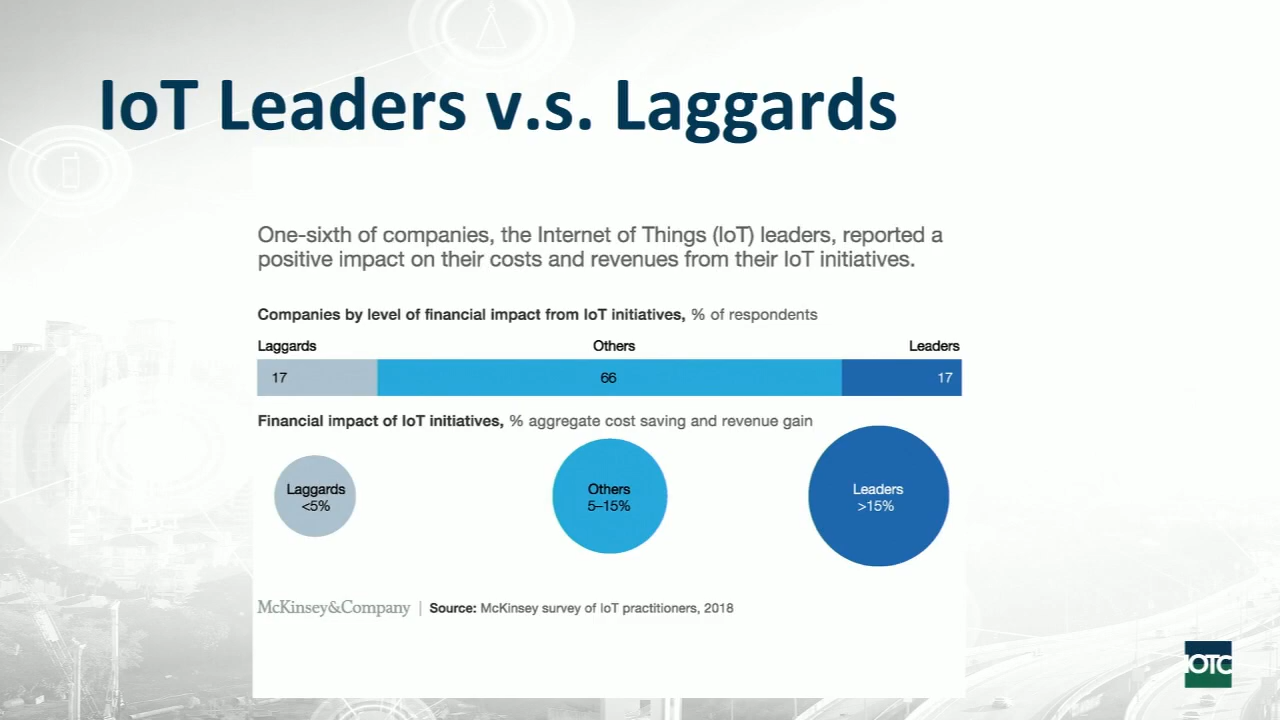 IoT Leaders v.s. Laggards
One-sixth of companies, the Internet of Things (IoT) leaders, reported a
positive impact on their costs and revenues from their IoT initiatives.
Companies by level of financial impact from IoT initiatives, % of respondents
Laggards Others Leaders
17 66 17
Financial impact of IoT initiatives, % aggregate cost saving and revenue gain
Laggards
<5%
Others
5–15%
Leaders
>15%
McKinsey&Company | Source: McKinsey survey of IoT practitioners, 2018
IOTC